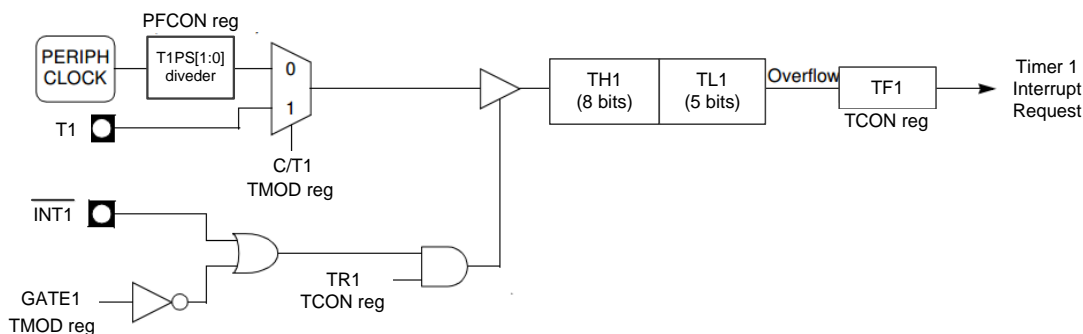 PFCON reg
PERIPH
CLOCK
T1PS[1:0]
diveder
0
1
T1
C/T1
TMOD reg
TH1
(8 bits)
TL1
(5 bits)
Overflow
TF1
TCON reg
Timer 1
Interrupt
Request
INT1
TR1
TCON reg
GATE1
TMOD reg